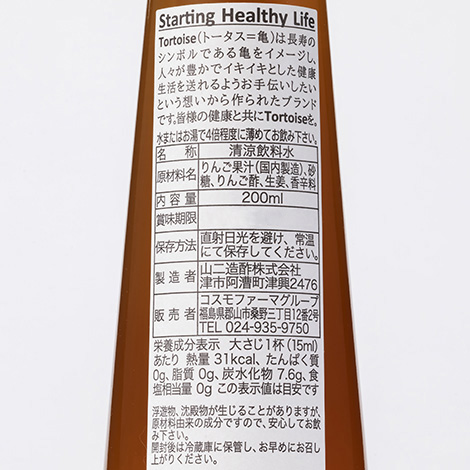 Starting Healthy Life
Tortoise(トータス=亀)は長寿の
シンボルである亀をイメージし、
人々が豊かでイキイキとした健康
生活を送れるようお手伝いしたい
という想いから作られたブランド
です。皆様の健康と共にTortoiseを。
水またはお湯で4倍程度に薄めてお飲み下さい。
名称 清涼飲料水
原材料名 りんご果汁(国内製造)、砂
糖、りんご酢、生姜、香辛料
内容量 200ml
賞味期限
保存方法 直射日光を避け、常温
にて保存してください。
製造者 山二造酢株式会社
津市阿漕町津興2476
販売者 コスモファーマグループ
福島県郡山市桑野三丁目12番2号
TEL 024-935-9750
栄養成分表示 大さじ1杯(15ml)
あたり 熱量31kcal、たんぱく質
0g、脂質0g、炭水化物7.6g、食
塩相当量0g この表示値は目安です
浮遊物、沈殿物が生じることがありますが、
原材料由来の成分ですので、安心してお飲
み下さい。
開封後は冷蔵庫に保管し、お早めにお召し
上がりください。